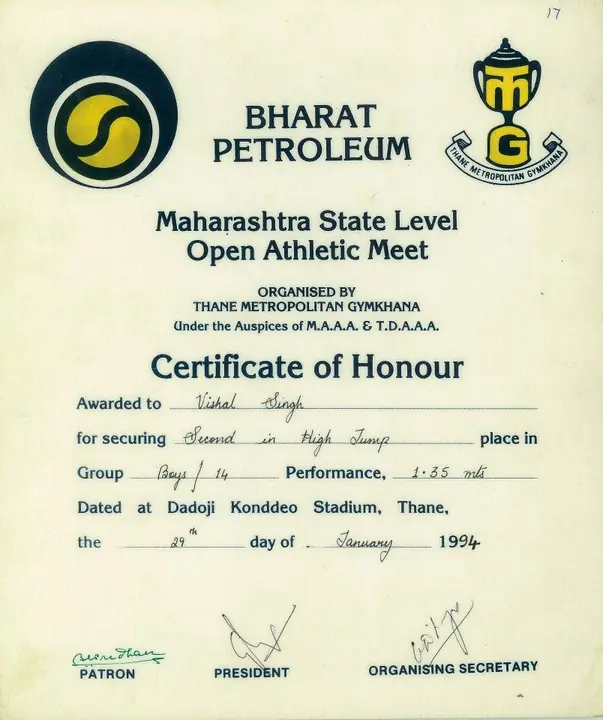 17
BHARAT
PETROLEUM
TMG
THANE METROPOLITAN GYMKHANA
Maharashtra State Level
Open Athletic Meet
ORGANISED BY
THANE METROPOLITAN GYMKHANA
Under the Auspices of M.A.A.A. & T.D.A.A.A.
Certificate of Honour
Awarded to Vishal Singh
for securing Second in High Jump place in
Group Boys / 14 Performance, 1.35 mts
Dated at Dadoji Konddeo Stadium, Thane,
the 29th day of January 1994
PATRON
PRESIDENT
ORGANISING SECRETARY